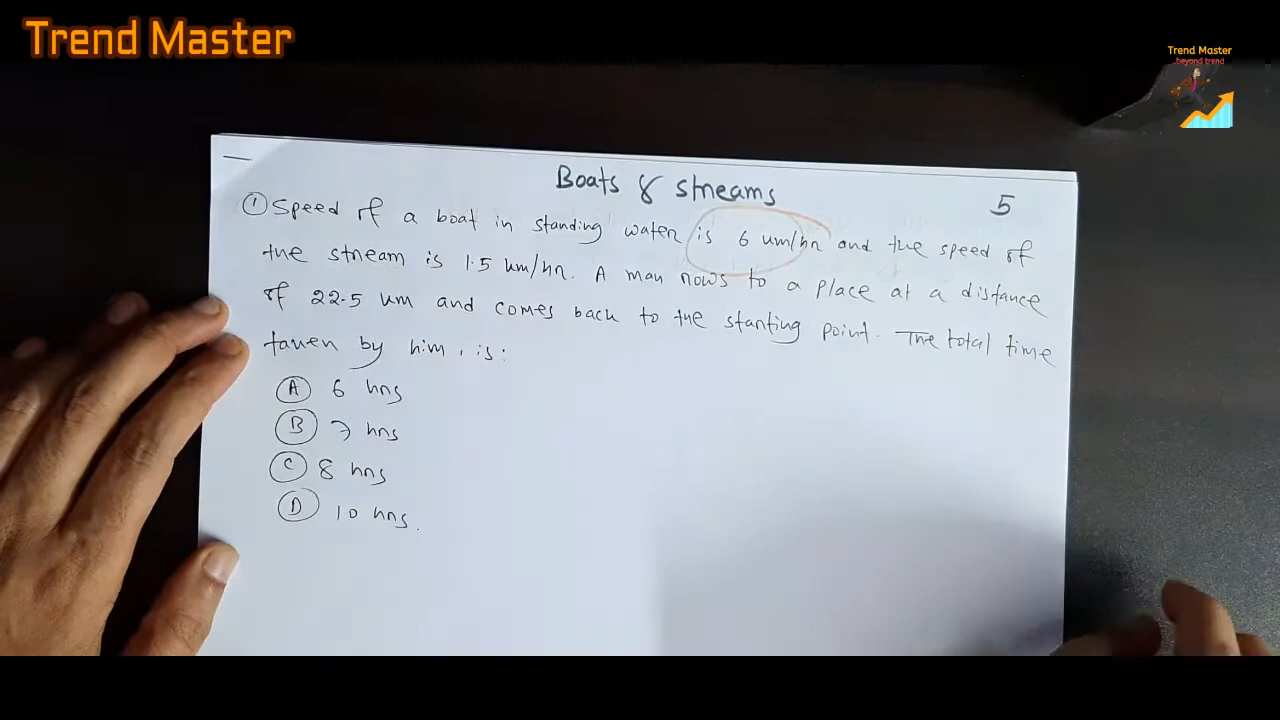 Trend Master
Trend Master
beyond trend
Boats & streams
5
① Speed of a boat in standing water is 6 km/hr and the speed of
the stream is 1.5 km/hr. A man rows to a place at a distance
of 22.5 km and comes back to the starting point. The total time
taken by him, is:
Ⓐ 6 hrs
Ⓑ 7 hrs
Ⓒ 8 hrs
Ⓓ 10 hrs.